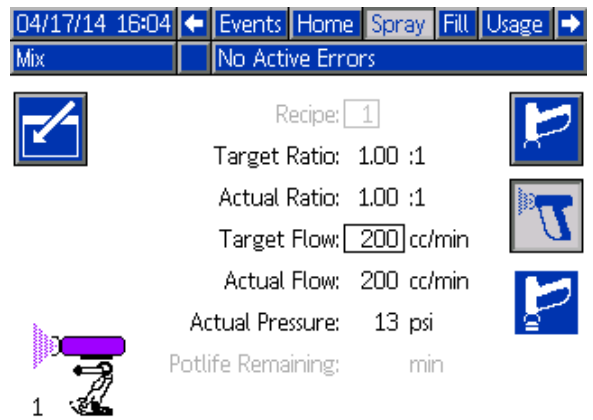 04/17/14 16:04 Events Home Spray Fill Usage
Mix No Active Errors
Recipe: 1
Target Ratio: 1.00 :1
Actual Ratio: 1.00 :1
Target Flow: 200 cc/min
Actual Flow: 200 cc/min
Actual Pressure: 13 psi
Potlife Remaining: min
1